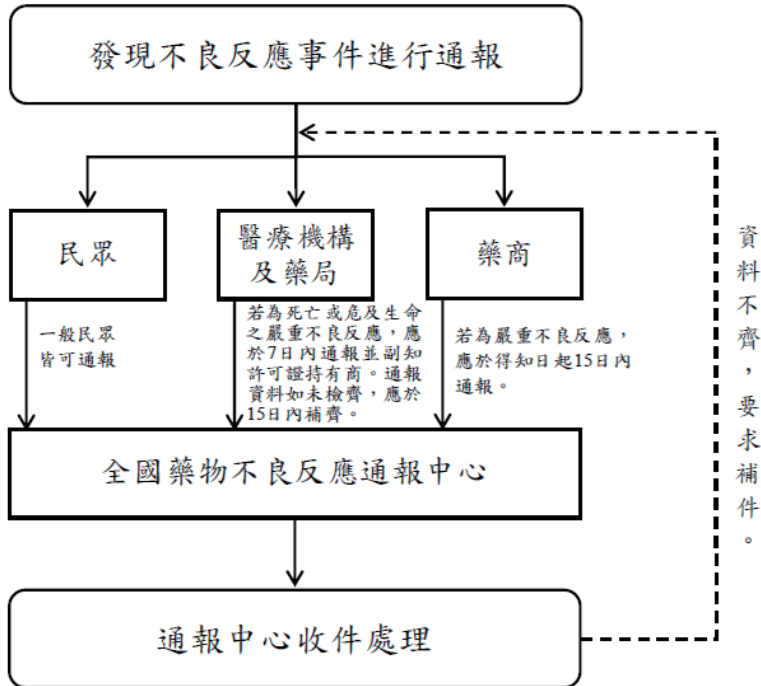 發現不良反應事件進行通報
民眾
醫療機構
及藥局
藥商
一般民眾
皆可通報
若為死亡或危及生命
之嚴重不良反應，應
於7日內通報並副知
許可證持有商。通報
資料如未檢齊，應於
15日內補齊。
若為嚴重不良反應，
應於得知日起15日內
通報。
全國藥物不良反應通報中心
通報中心收件處理
資料不齊，要求補件。